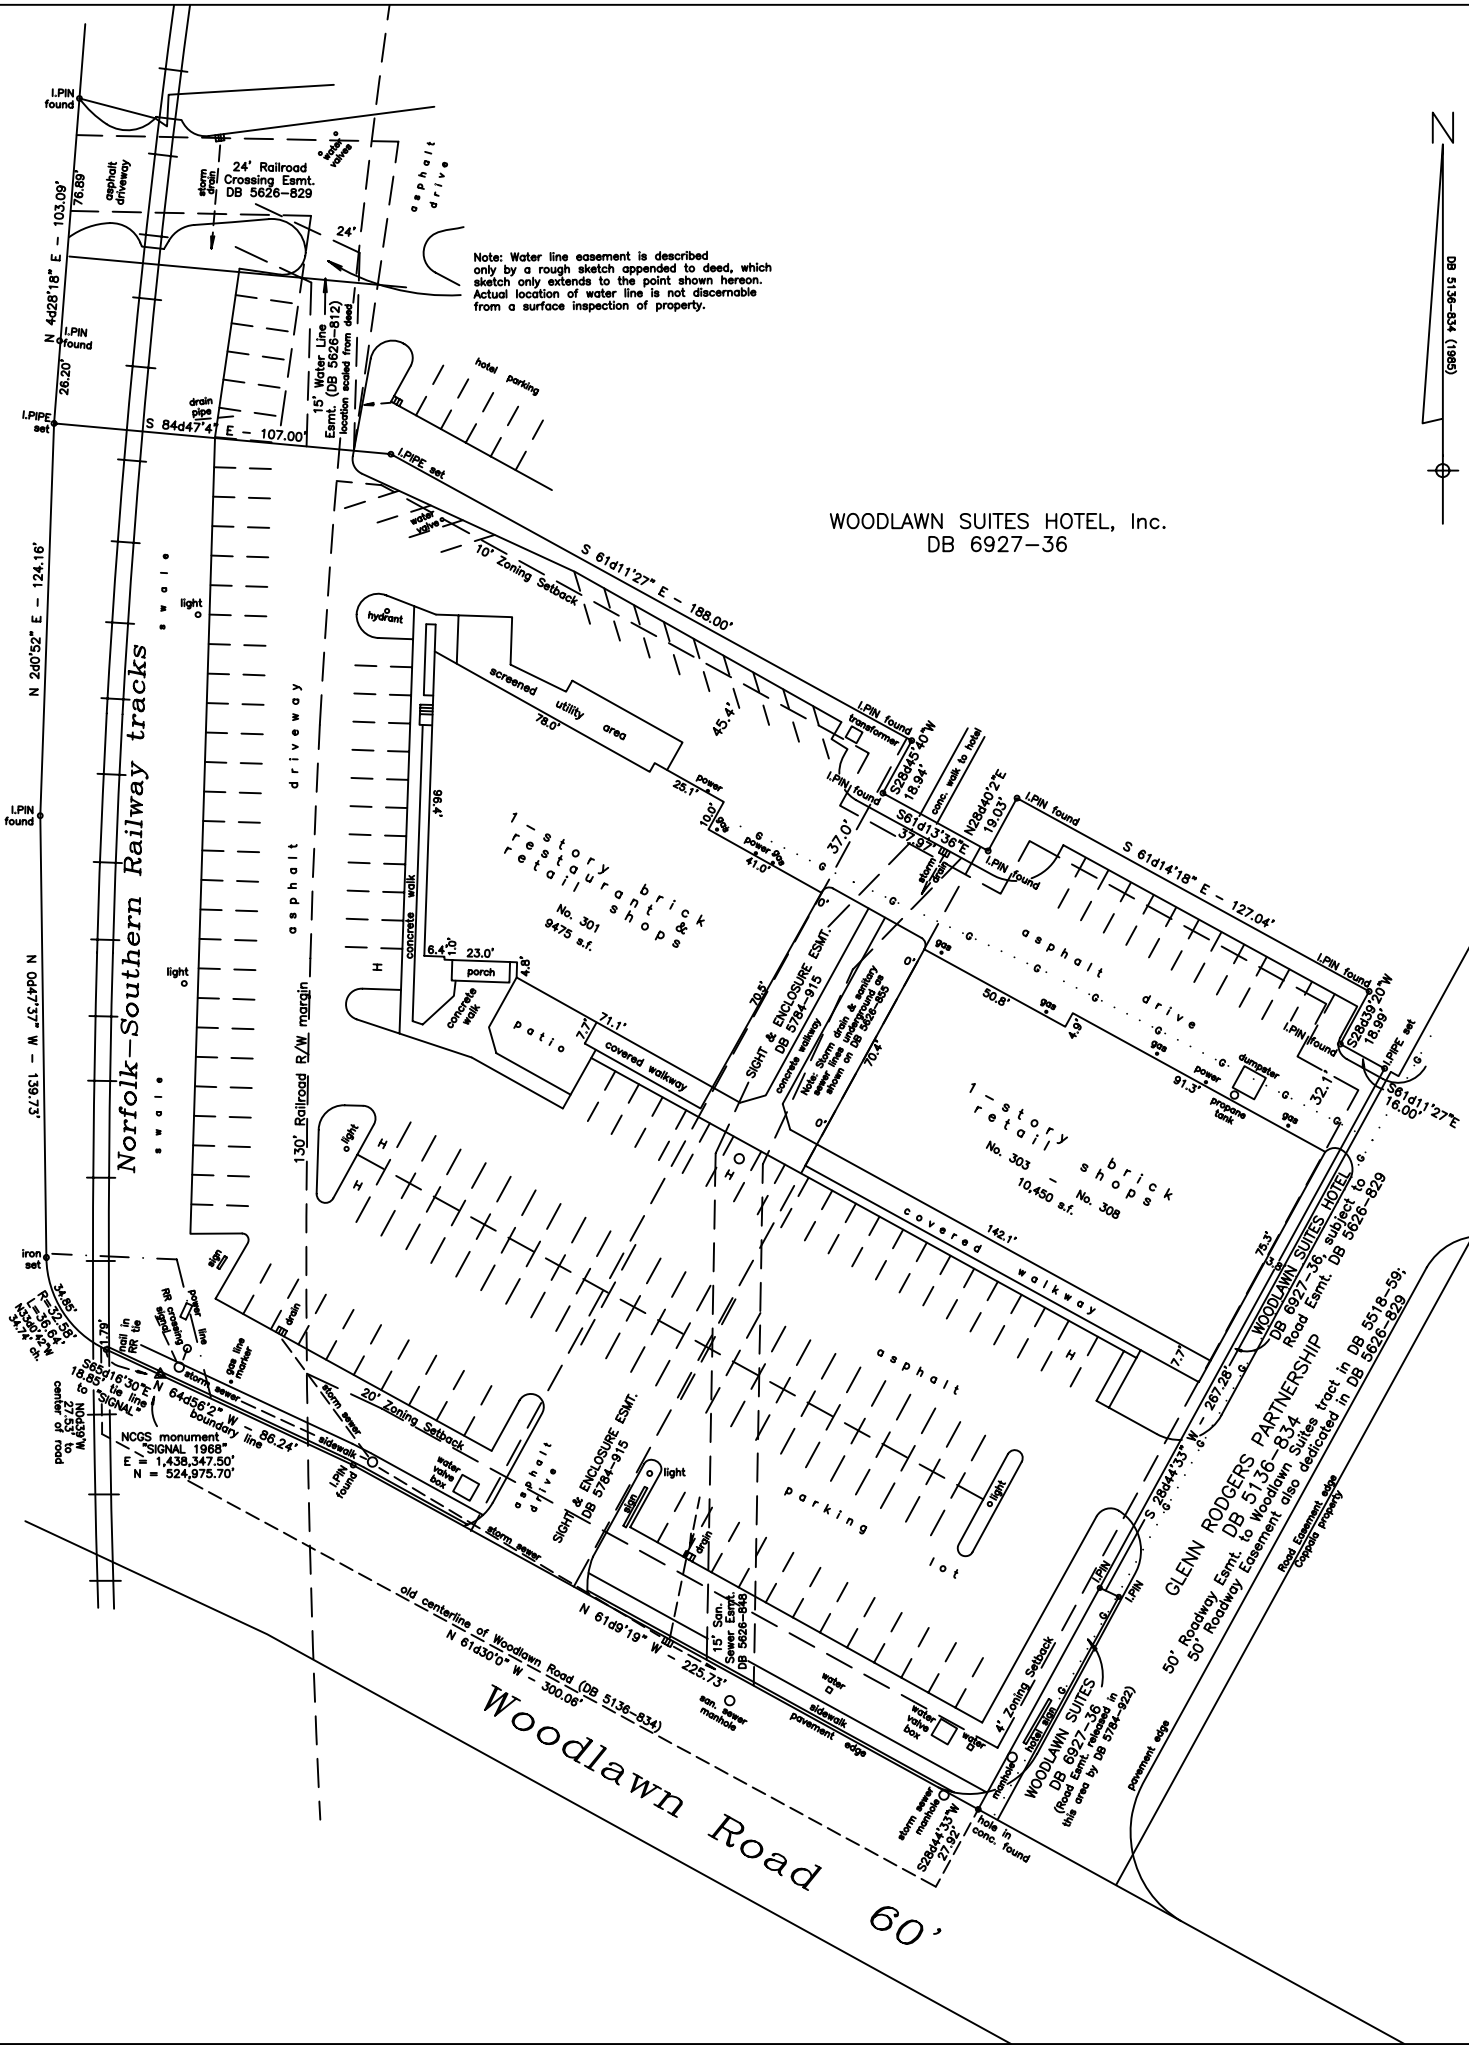 I.PIN
found
N 4d28'18" E - 103.09'
76.89'
asphalt
driveway
storm
drain
24' Railroad
Crossing Esmt.
DB 5626-829
water
valves
asphalt
drive
24'
N
DB 5136-834 (1985)
Note: Water line easement is described
only by a rough sketch appended to deed, which
sketch only extends to the point shown hereon.
Actual location of water line is not discernable
from a surface inspection of property.
I.PIN
found
26.20'
15' Water Line
Esmt. (DB 5626-812)
location scaled from deed
hotel parking
I.PIPE
set
drain
pipe
S 84d47'4" E - 107.00'
I.PIPE set
water
valve
WOODLAWN SUITES HOTEL, Inc.
DB 6927-36
10' Zoning Setback
S 61d11'27" E - 188.00'
N 2d0'52" E - 124.16'
swale
light
hydrant
Norfolk-Southern Railway tracks
asphalt driveway
screened utility area
78.0'
45.4'
I.PIN found
transformer
S28d45'40"W
18.94'
I.PIN found
conc. walk to hotel
N28d40'2"E
19.03'
I.PIN found
S61d13'36"E
37.97'
I.PIN found
power
25.1'
10.0'
gas
power
gas
41.0'
37.0'
storm
drain
S 61d14'18" E - 127.04'
I.PIN
found
96.4'
concrete walk
1-story brick
restaurant &
retail shops
No. 301
9475 s.f.
0'
SIGHT & ENCLOSURE ESMT.
DB 5784-915
70.5'
concrete walkway
Note: Storm drain & sanitary
sewer lines underground as
shown on DB 5626-855
70.4'
0'
0'
gas
asphalt drive
50.8'
gas
4.9'
gas
91.3'
power
dumpster
propane
tank
gas
I.PIN found
I.PIN found
S28d39'20"W
18.99'
I.PIPE set
S61d11'27"E
16.00'
32.1'
light
H
6.4'
1.0'
23.0'
porch
4.8'
concrete
walk
patio
7.7'
71.1'
covered walkway
130' Railroad R/W margin
N 0d47'37" W - 139.73'
swale
light
H
H
H
1-story brick
retail shops
No. 303 - No. 308
10,450 s.f.
covered walkway
142.1'
75.3'
3.8'
7.7'
H
WOODLAWN SUITES HOTEL
DB 6927-36, subject to
Road Esmt. DB 5626-829
iron
set
34.85'
R=32.58'
L=36.64'
N33d0'42"W
34.74' ch.
1.79'
nail in
RR tie
RR crossing
signal
power line
sign
gas line
marker
drain
storm sewer
S65d16'30"E
18.85' tie line
to "SIGNAL"
N 64d56'2" W - 86.24'
boundary line
N0d39'W
27.53' to
center of road
NCGS monument
"SIGNAL 1968"
E = 1,438,347.50'
N = 524,975.70'
storm sewer
20' Zoning Setback
sidewalk
I.PIN
found
water
valve
box
asphalt
drive
SIGHT & ENCLOSURE ESMT.
DB 5784-915
storm sewer
sign
light
drain
asphalt
parking
lot
light
S 28d44'33" W - 267.28'
GLENN RODGERS PARTNERSHIP
DB 5136-834
50' Roadway Esmt. to Woodlawn Suites tract in DB 5518-59;
50' Roadway Easement also dedicated in DB 5626-829
Road Easement edge
Coppala property
old centerline of Woodlawn Road (DB 5136-834)
N 61d30'0" W - 300.06'
N 61d9'19" W - 225.73'
15' San.
Sewer Esmt.
DB 5626-848
san. sewer
manhole
water
sidewalk
pavement edge
water
valve
box
water
4' Zoning Setback
I.PIN
I.PIN
hotel sign
manhole
WOODLAWN SUITES
DB 6927-36
(Road Esmt. released in
this area by DB 5784-922)
pavement edge
storm sewer
manhole
S28d44'33"W
27.92'
hole in
conc. found
Woodlawn Road 60'